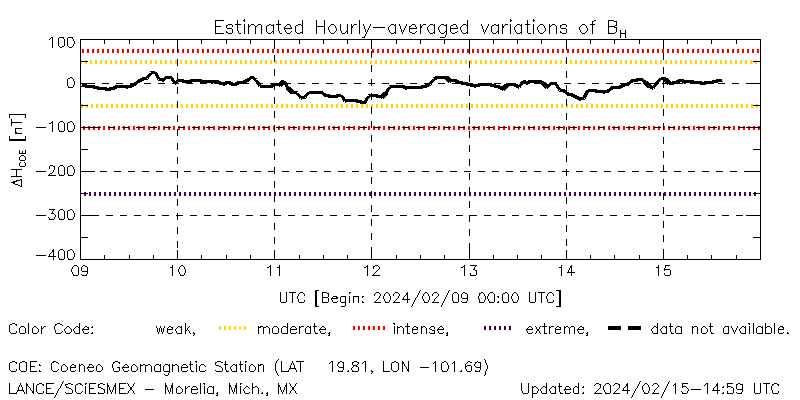 Estimated Hourly-averaged variations of B_H
100
0
-100
-200
-300
-400
ΔH_COE [nT]
09 10 11 12 13 14 15
UTC [Begin: 2024/02/09 00:00 UTC]
Color Code: weak, moderate, intense, extreme, data not available.
COE: Coeneo Geomagnetic Station (LAT 19.81, LON -101.69)
LANCE/SCiESMEX - Morelia, Mich., MX Updated: 2024/02/15-14:59 UTC